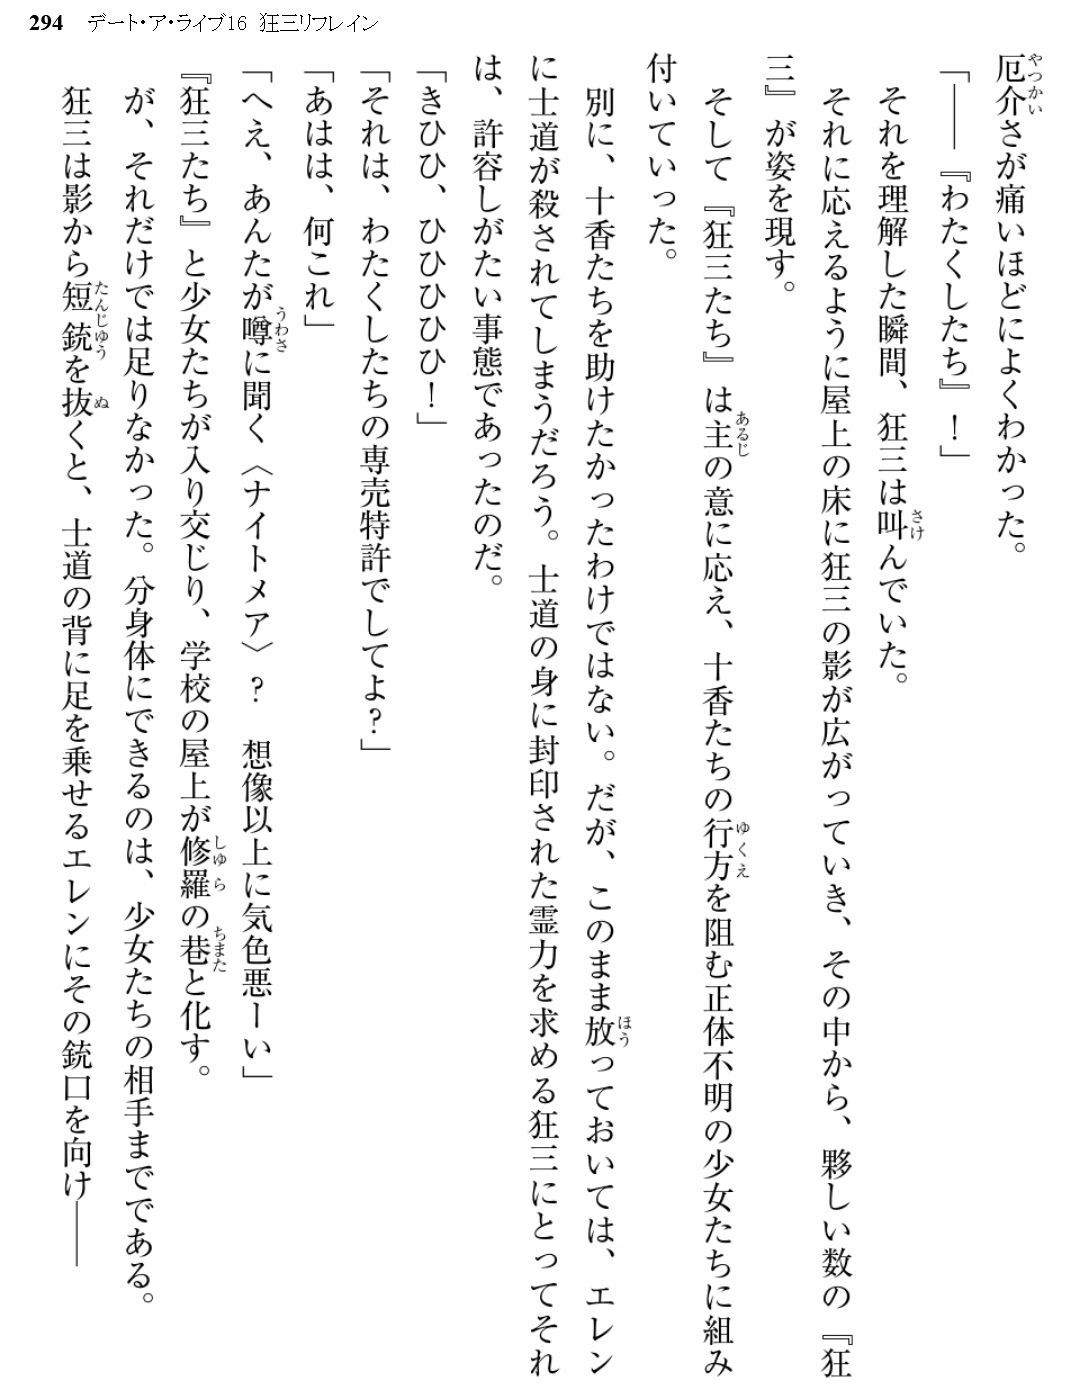 294 デート・ア・ライブ16 狂三リフレイン
厄介さが痛いほどによくわかった。
「――『わたくしたち』！」
それを理解した瞬間、狂三は叫んでいた。
それに応えるように屋上の床に狂三の影が広がっていき、その中から、夥しい数の『狂
三』が姿を現す。
そして『狂三たち』は主の意に応え、十香たちの行方を阻む正体不明の少女たちに組み
付いていった。
別に、十香たちを助けたかったわけではない。だが、このまま放っておいては、エレン
に士道が殺されてしまうだろう。士道の身に封印された霊力を求める狂三にとってそれ
は、許容しがたい事態であったのだ。
「きひひ、ひひひひひ！」
「それは、わたくしたちの専売特許でしてよ？」
「あはは、何これ」
「へえ、あんたが噂に聞く〈ナイトメア〉？　想像以上に気色悪ーい」
『狂三たち』と少女たちが入り交じり、学校の屋上が修羅の巷と化す。
が、それだけでは足りなかった。分身体にできるのは、少女たちの相手までである。
狂三は影から短銃を抜くと、士道の背に足を乗せるエレンにその銃口を向け――